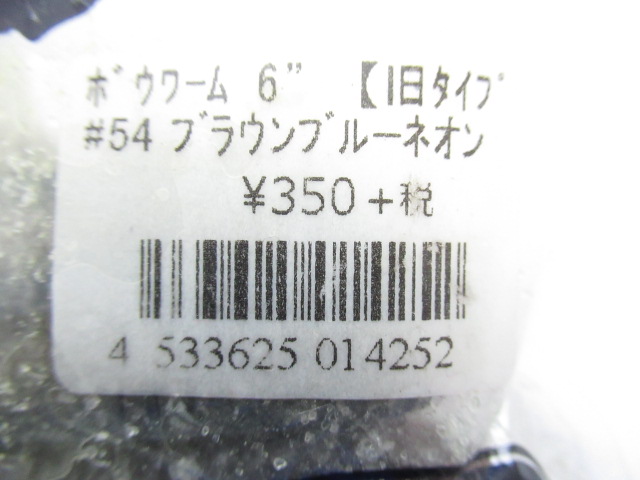 ボウワーム 6” 【旧タイプ
#54 ブラウンブルーネオン
¥350+税
4 533625 014252